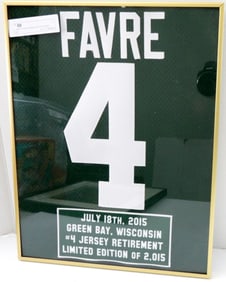 FAVRE
4
JULY 18TH, 2015
GREEN BAY, WISCONSIN
#4 JERSEY RETIREMENT
LIMITED EDITION OF 2,015